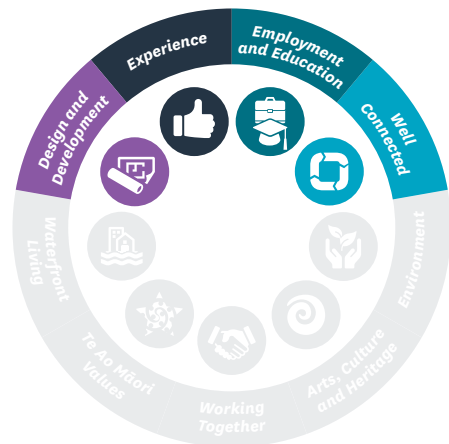 Experience
Employment
and Education
Well
Connected
Environment
Arts, Culture
and Heritage
Working
Together
Te Ao Māori
Values
Waterfront
Living
Design and
Development